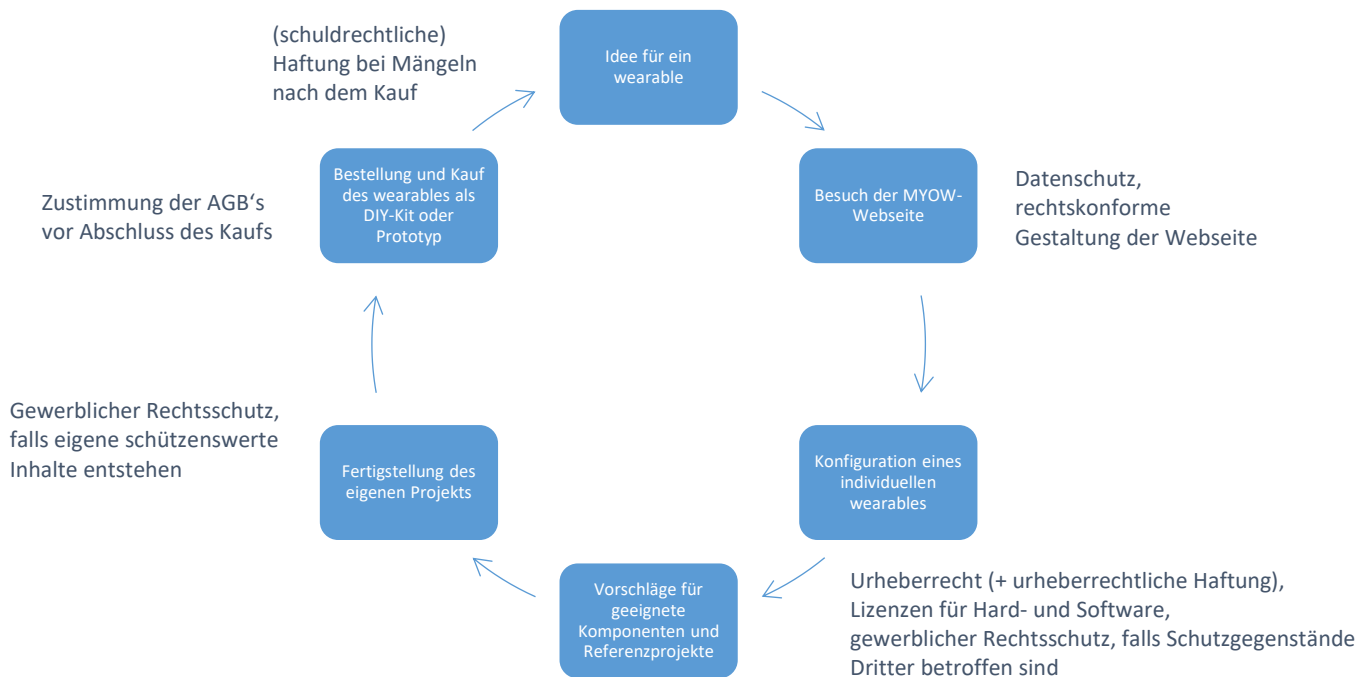 (schuldrechtliche)
Haftung bei Mängeln
nach dem Kauf
Idee für ein
wearable
Bestellung und Kauf
des wearables als
DIY-Kit oder
Prototyp
Besuch der MYOW-
Webseite
Datenschutz,
rechtskonforme
Gestaltung der Webseite
Zustimmung der AGB‘s
vor Abschluss des Kaufs
Gewerblicher Rechtsschutz,
falls eigene schützenswerte
Inhalte entstehen
Fertigstellung des
eigenen Projekts
Konfiguration eines
individuellen
wearables
Vorschläge für
geeignete
Komponenten und
Referenzprojekte
Urheberrecht (+ urheberrechtliche Haftung),
Lizenzen für Hard- und Software,
gewerblicher Rechtsschutz, falls Schutzgegenstände
Dritter betroffen sind